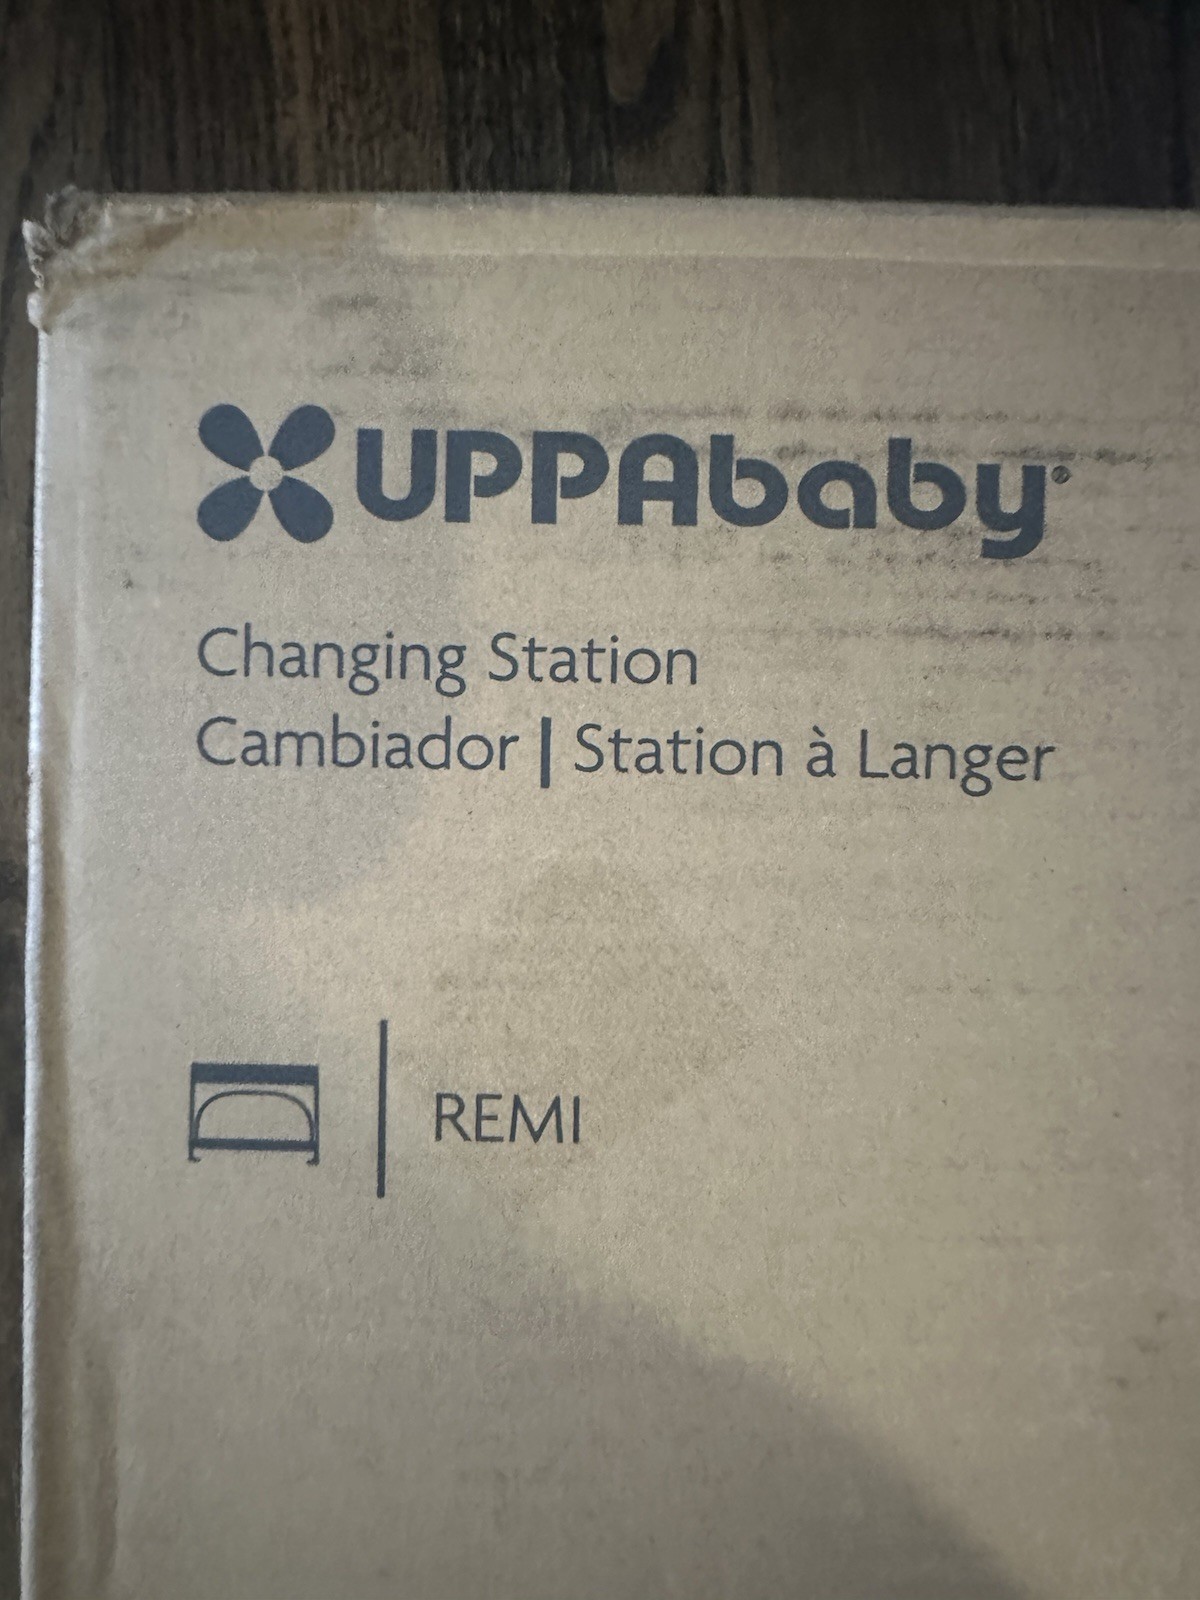 UPPAbaby®
Changing Station
Cambiador | Station à Langer
REMI